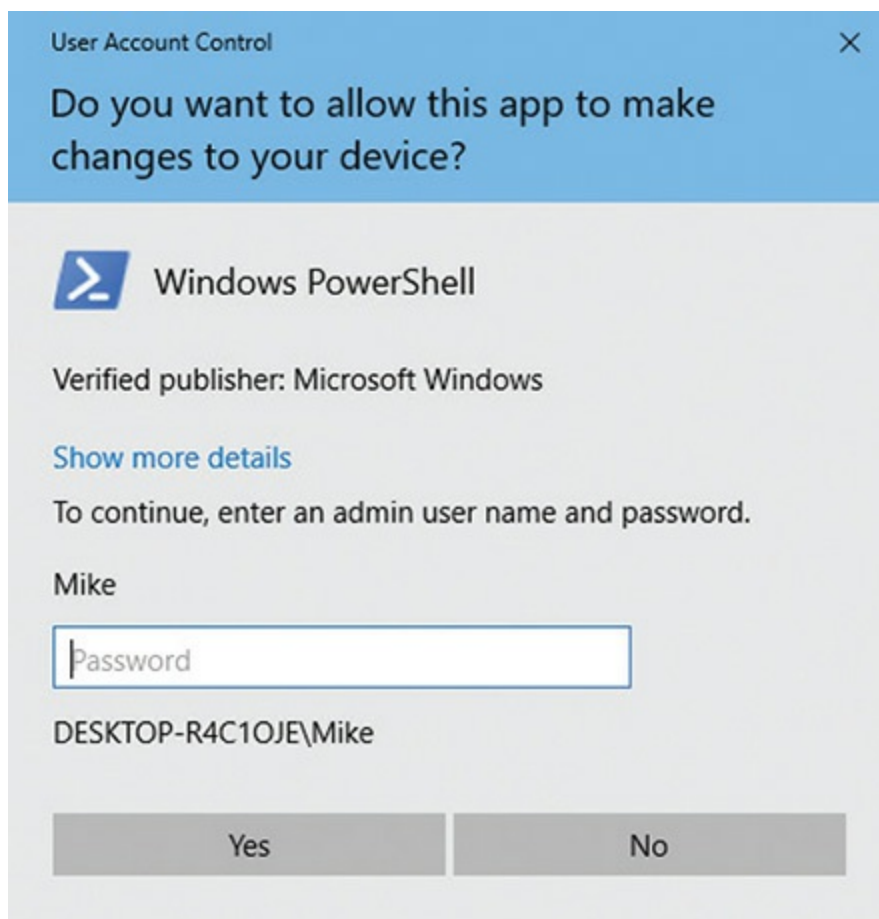 User Account Control
Do you want to allow this app to make
changes to your device?
Windows PowerShell
Verified publisher: Microsoft Windows
Show more details
To continue, enter an admin user name and password.
Mike
Password
DESKTOP-R4C1OJE\Mike
Yes
No